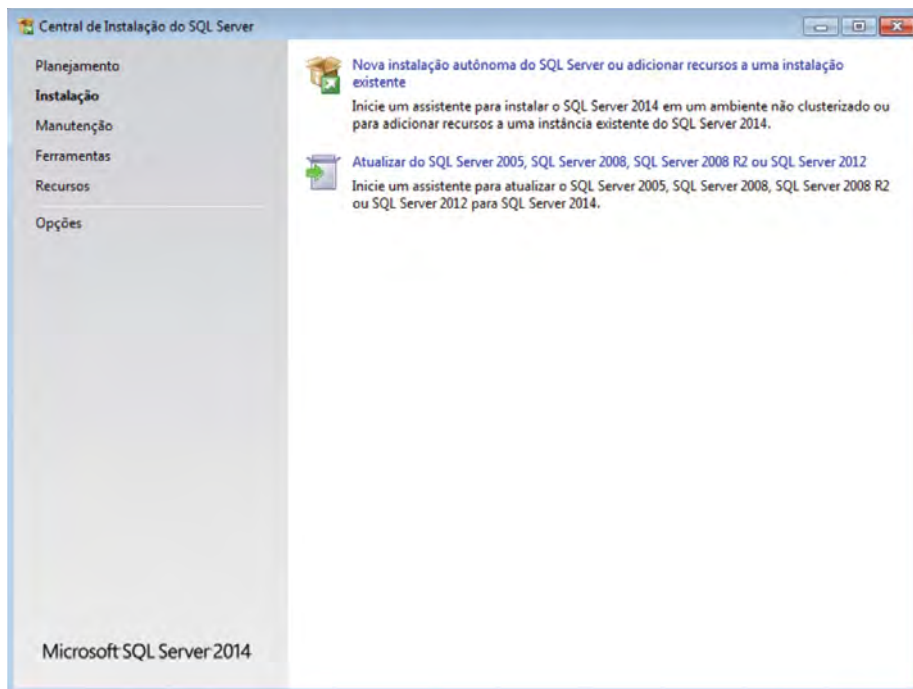 Central de Instalação do SQL Server
Planejamento
Instalação
Manutenção
Ferramentas
Recursos
Opções
Nova instalação autônoma do SQL Server ou adicionar recursos a uma instalação
existente
Inicie um assistente para instalar o SQL Server 2014 em um ambiente não clusterizado ou
para adicionar recursos a uma instância existente do SQL Server 2014.
Atualizar do SQL Server 2005, SQL Server 2008, SQL Server 2008 R2 ou SQL Server 2012
Inicie um assistente para atualizar o SQL Server 2005, SQL Server 2008, SQL Server 2008 R2
ou SQL Server 2012 para SQL Server 2014.
Microsoft SQL Server 2014